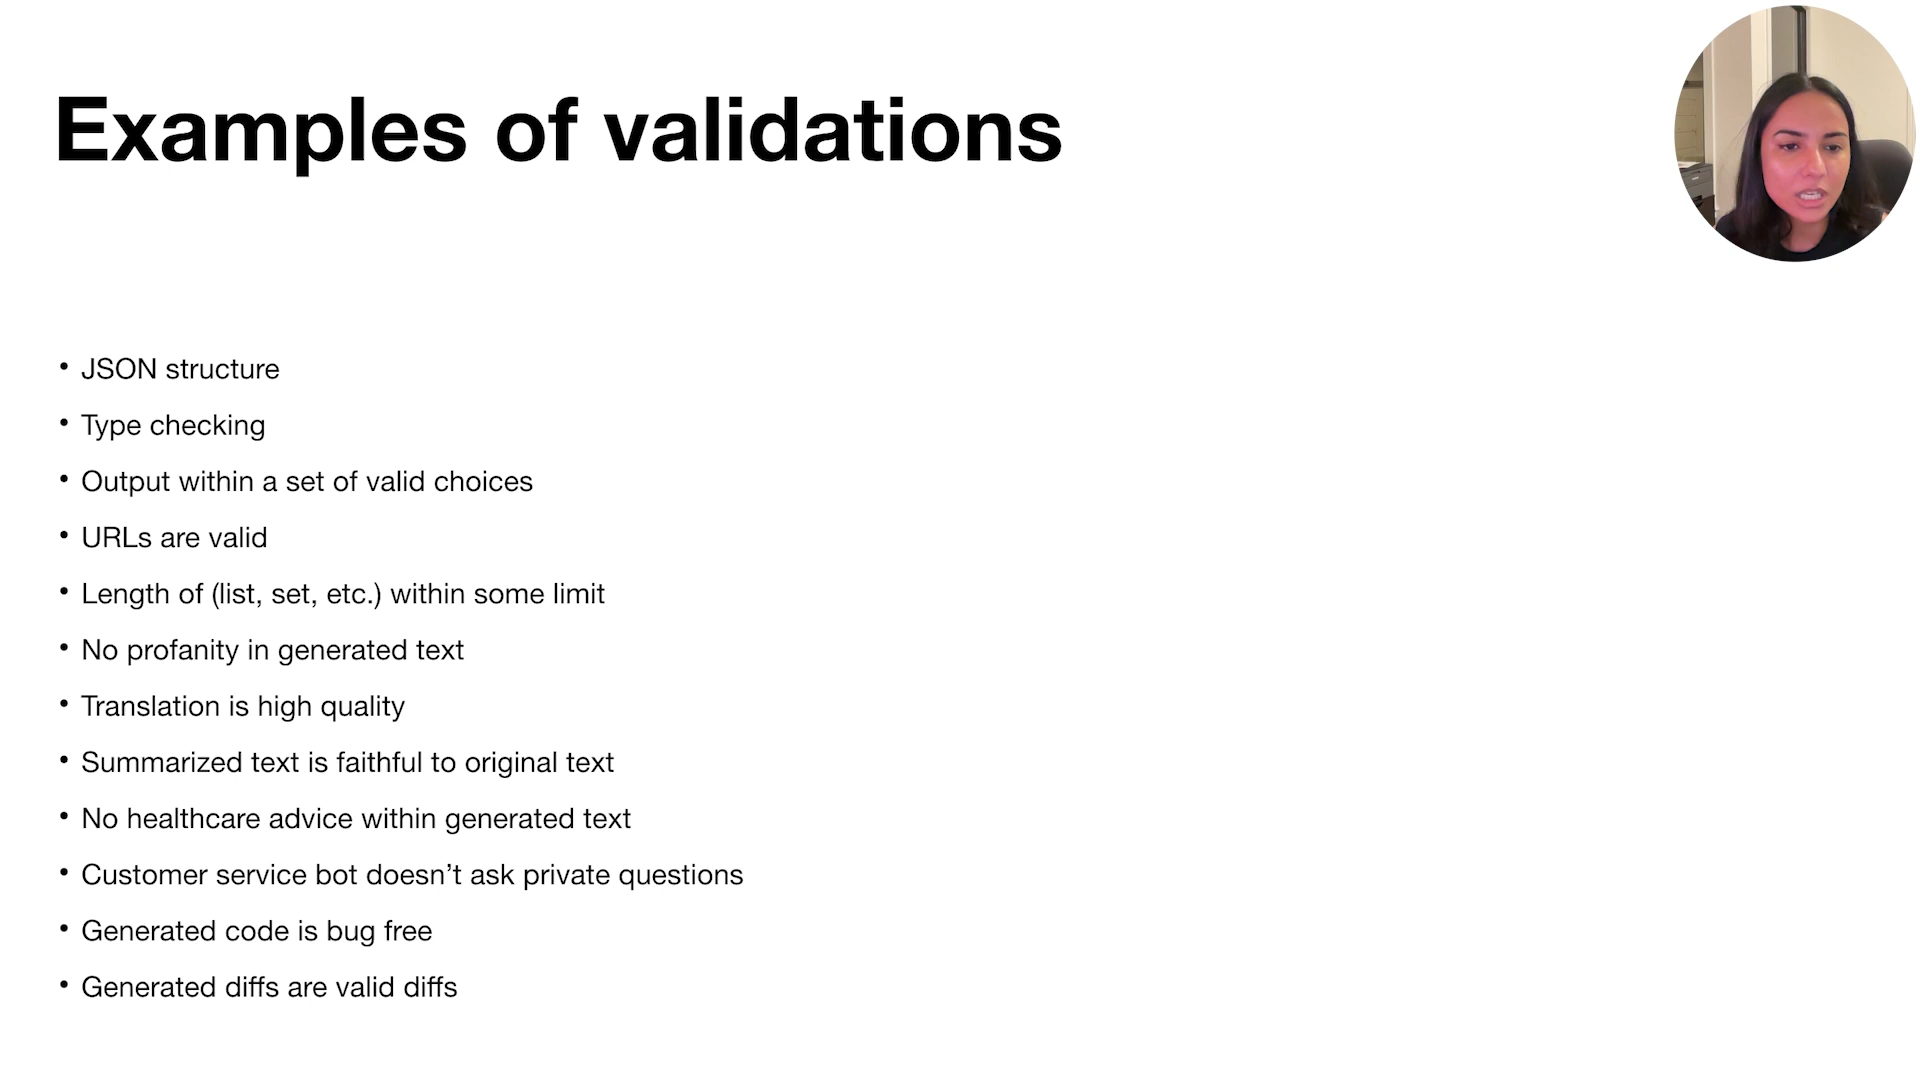 Examples of validations
• JSON structure
• Type checking
• Output within a set of valid choices
• URLs are valid
• Length of (list, set, etc.) within some limit
• No profanity in generated text
• Translation is high quality
• Summarized text is faithful to original text
• No healthcare advice within generated text
• Customer service bot doesn’t ask private questions
• Generated code is bug free
• Generated diffs are valid diffs